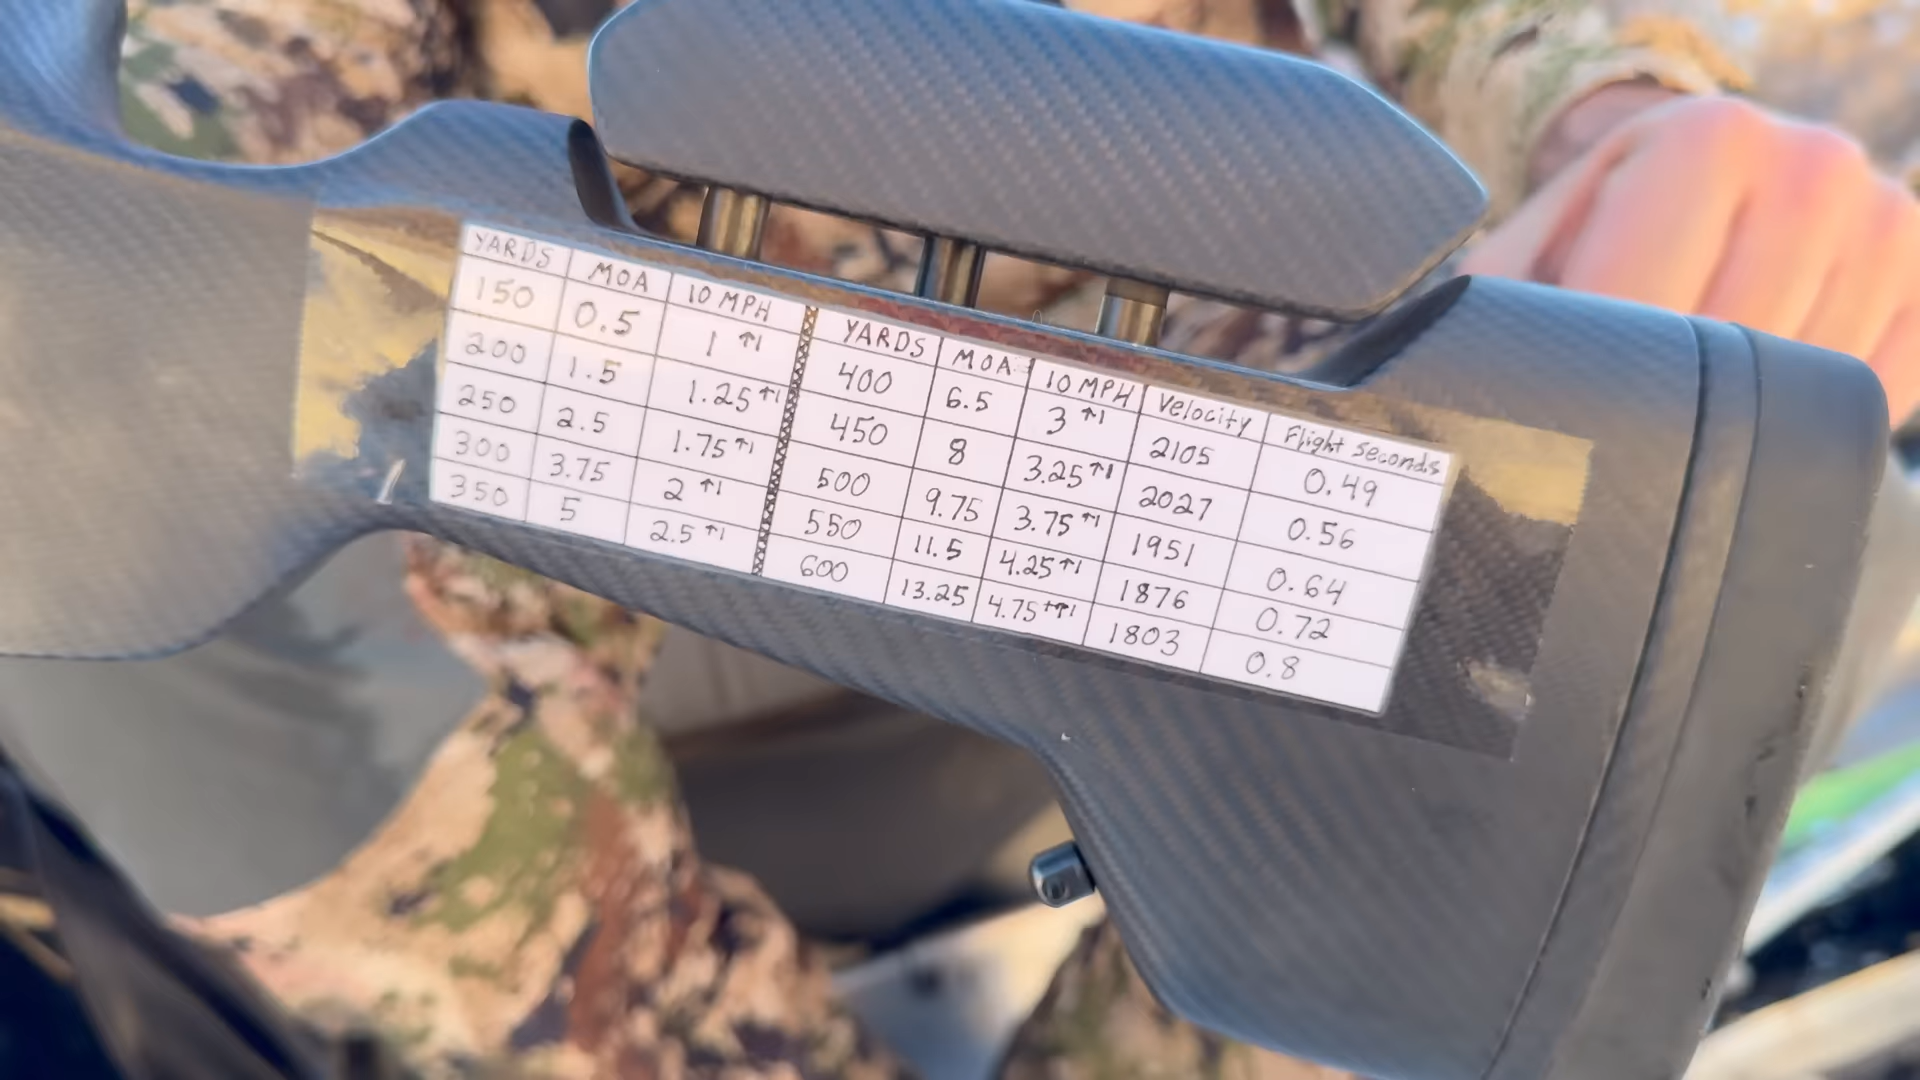 YARDS MOA 10 MPH
150 0.5 1 ↑1
200 1.5 1.25 ↑1
250 2.5 1.75 ↑1
300 3.75 2 ↑1
350 5 2.5 ↑1
YARDS MOA 10 MPH Velocity Flight Seconds
400 6.5 3 ↑1 2105 0.49
450 8 3.25 ↑1 2027 0.56
500 9.75 3.75 ↑1 1951 0.64
550 11.5 4.25 ↑1 1876 0.72
600 13.25 4.75 ↑↑1 1803 0.8